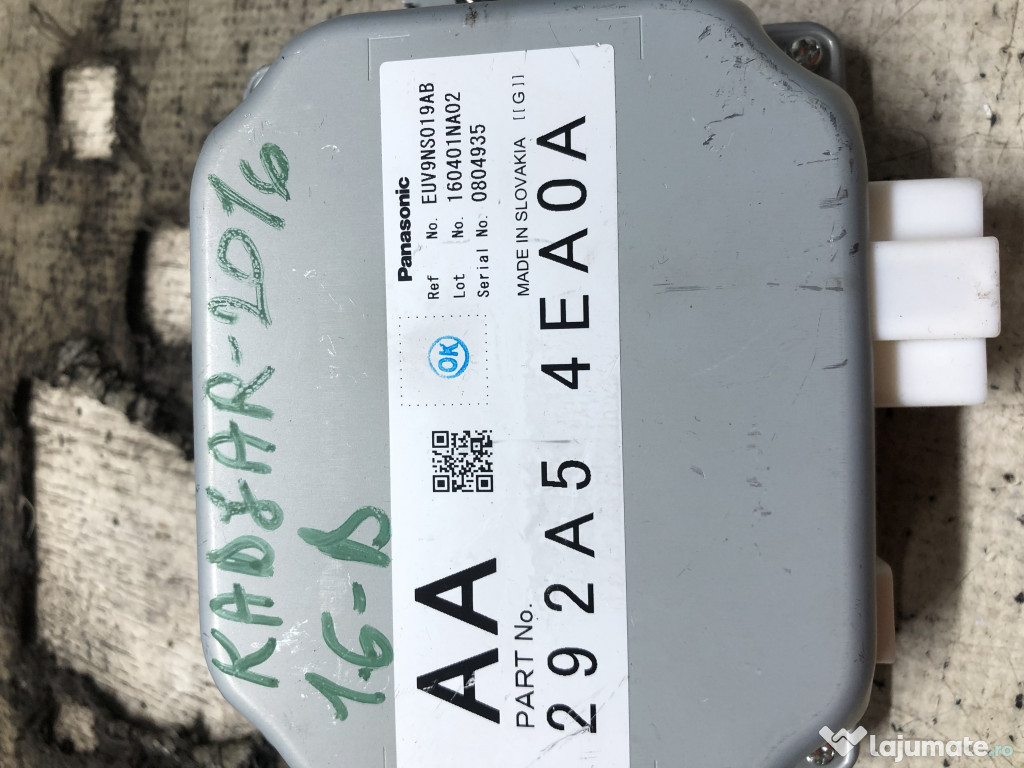 KADJAR-2016
1.6-B
Panasonic
Ref No. EUV9NS019AB
Lot No. 160401NA02
Serial No. 0804935
MADE IN SLOVAKIA [[G]]
OK
AA
PART No.
292A5 4EA0A
lajumate.ro